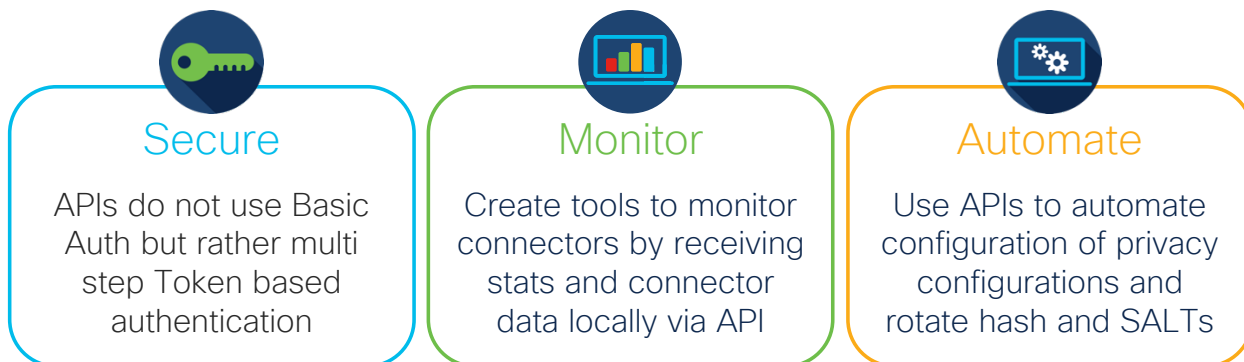 Secure
APIs do not use Basic
Auth but rather multi
step Token based
authentication
Monitor
Create tools to monitor
connectors by receiving
stats and connector
data locally via API
Automate
Use APIs to automate
configuration of privacy
configurations and
rotate hash and SALTs